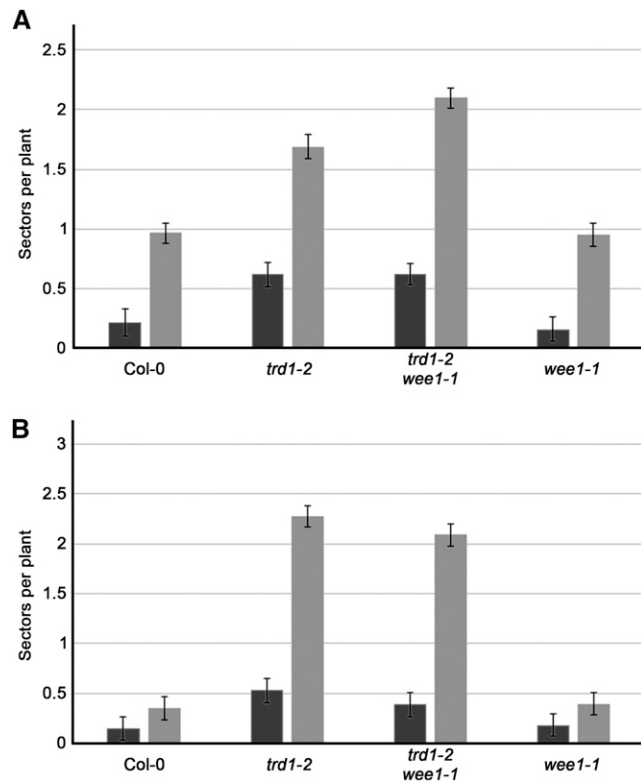 A
Sectors per plant
2.5
2
1.5
1
0.5
0
Col-0
trd1-2
trd1-2
wee1-1
wee1-1
B
Sectors per plant
3
2.5
2
1.5
1
0.5
0
Col-0
trd1-2
trd1-2
wee1-1
wee1-1